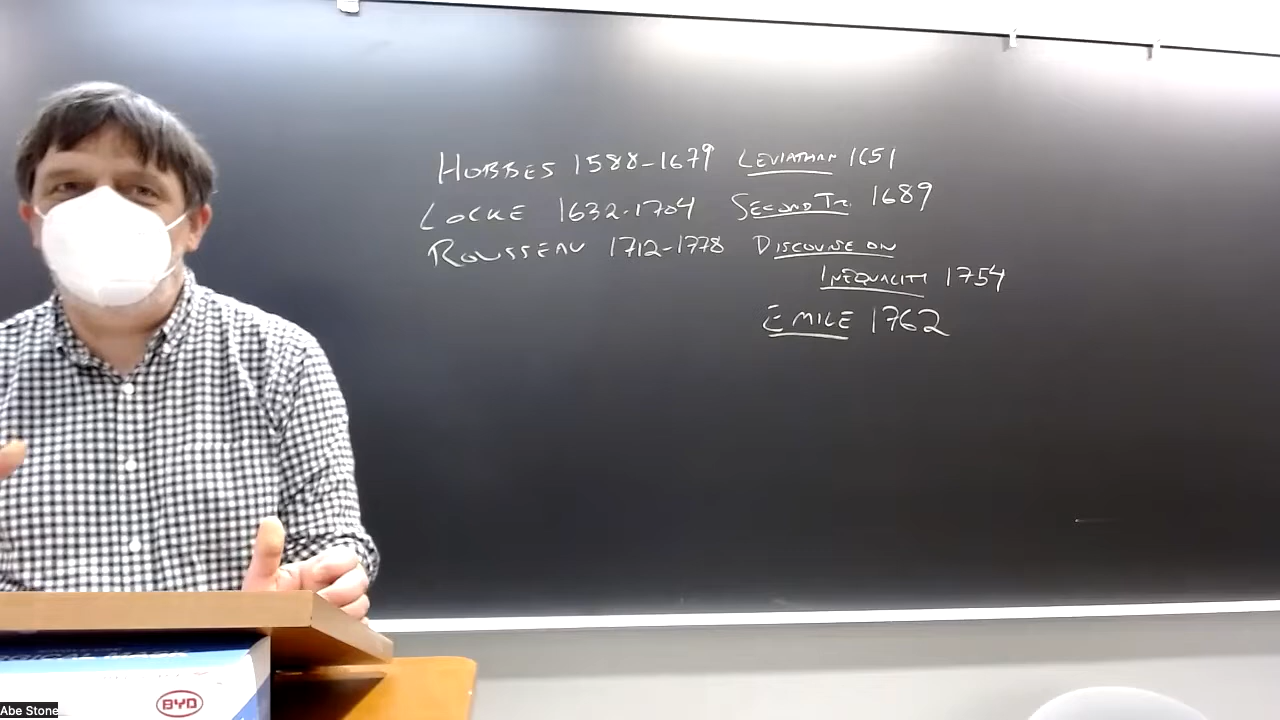 HOBBES 1588-1679 LEVIATHAN 1651
LOCKE 1632-1704 SECOND TR. 1689
ROUSSEAU 1712-1778 DISCOURSE ON
INEQUALITY 1754
EMILE 1762
BYD
Abe Stone